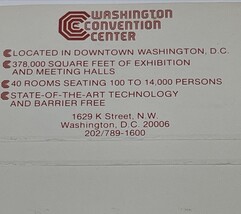 WASHINGTON
CONVENTION
CENTER
LOCATED IN DOWNTOWN WASHINGTON, D.C.
378,000 SQUARE FEET OF EXHIBITION
AND MEETING HALLS
40 ROOMS SEATING 100 TO 14,000 PERSONS
STATE-OF-THE-ART TECHNOLOGY
AND BARRIER FREE
1629 K Street, N.W.
Washington, D.C. 20006
202/789-1600